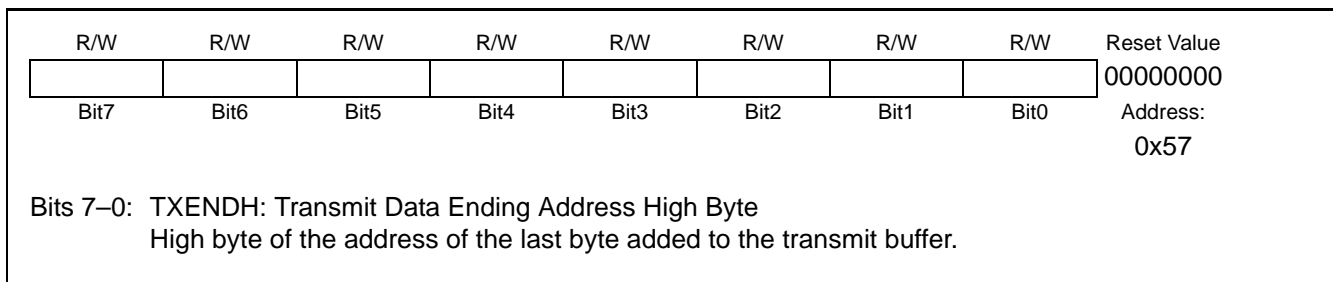 R/W R/W R/W R/W R/W R/W R/W R/W Reset Value
00000000
Bit7 Bit6 Bit5 Bit4 Bit3 Bit2 Bit1 Bit0 Address:
0x57
Bits 7–0: TXENDH: Transmit Data Ending Address High Byte
High byte of the address of the last byte added to the transmit buffer.